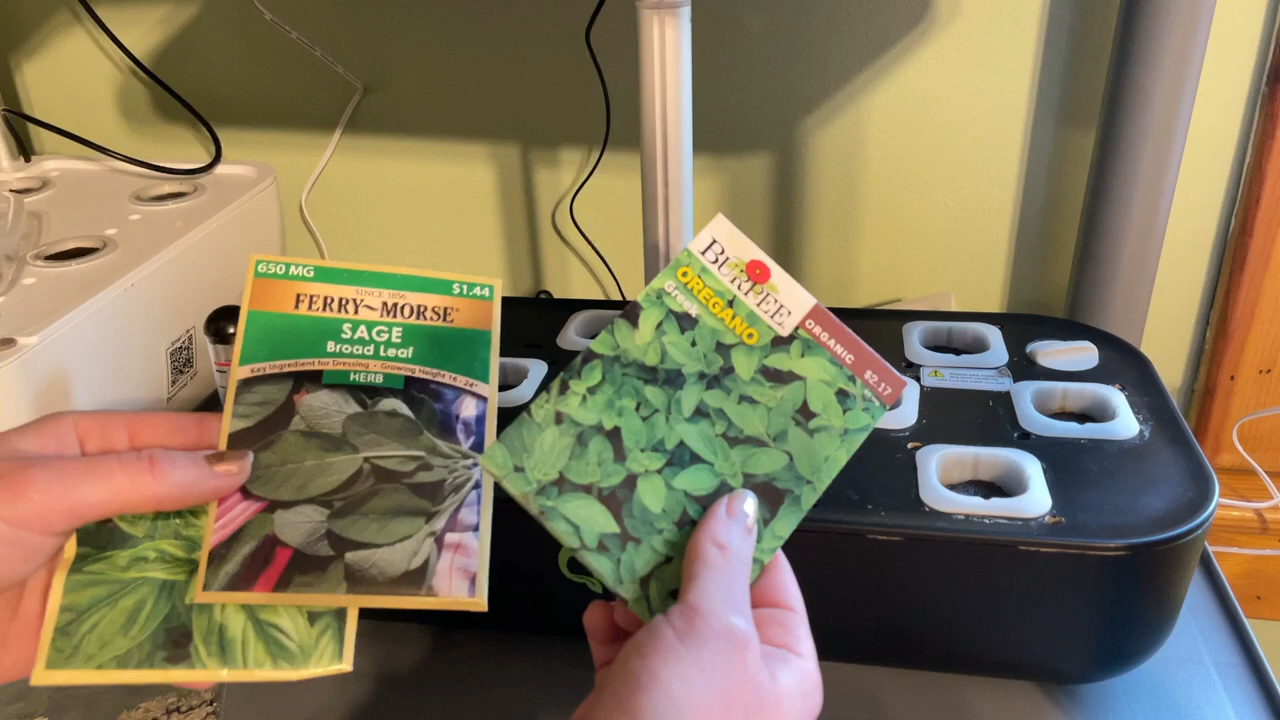 650 MG
$1.44
SINCE 1856
FERRY~MORSE®
SAGE
Broad Leaf
Key Ingredient for Dressing • Growing Height 16 - 24"
HERB
BURPEE
OREGANO
Greek
ORGANIC $2.17